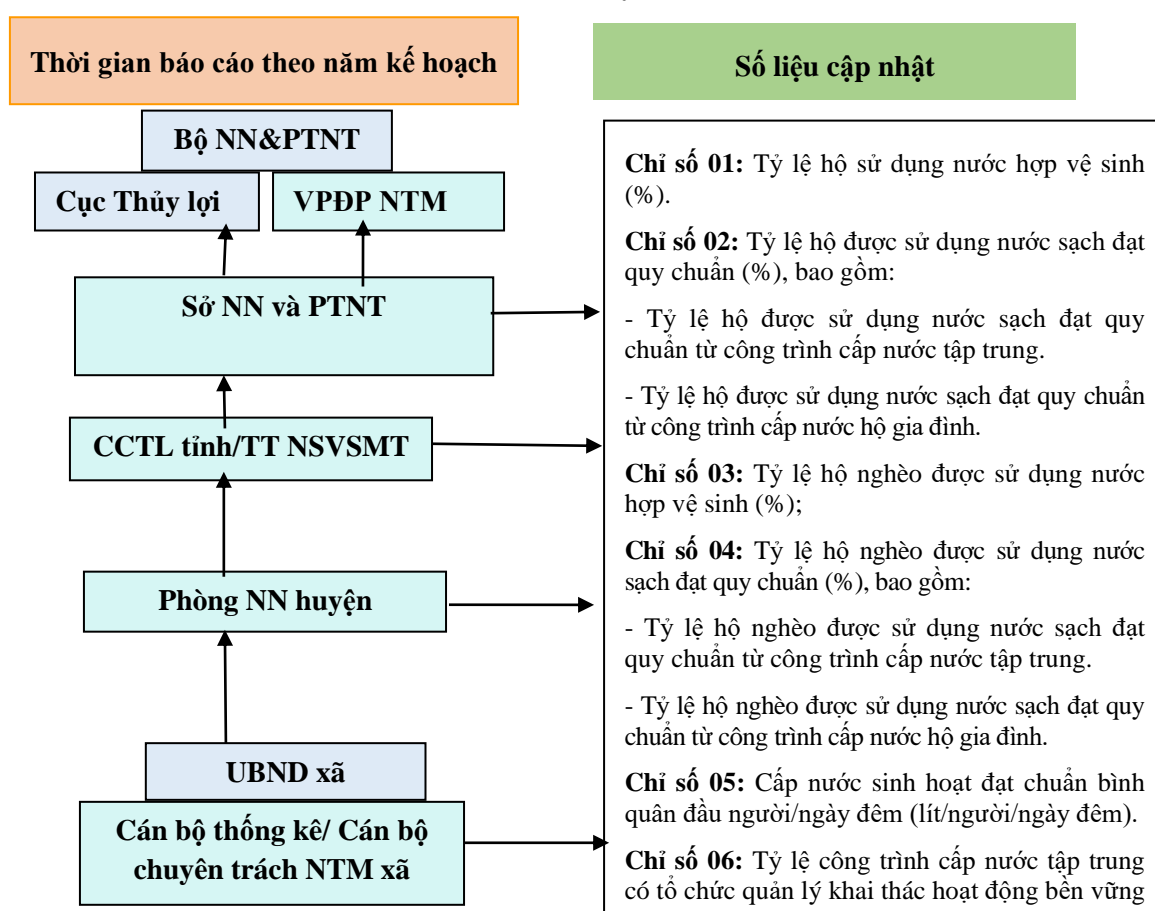 Thời gian báo cáo theo năm kế hoạch
Số liệu cập nhật
Bộ NN&PTNT
Cục Thủy lợi
VPĐP NTM
Sở NN và PTNT
CCTL tỉnh/TT NSVSMT
Phòng NN huyện
UBND xã
Cán bộ thống kê/ Cán bộ
chuyên trách NTM xã
Chỉ số 01: Tỷ lệ hộ sử dụng nước hợp vệ sinh
(%).
Chỉ số 02: Tỷ lệ hộ được sử dụng nước sạch đạt
quy chuẩn (%), bao gồm:
- Tỷ lệ hộ được sử dụng nước sạch đạt quy
chuẩn từ công trình cấp nước tập trung.
- Tỷ lệ hộ được sử dụng nước sạch đạt quy chuẩn
từ công trình cấp nước hộ gia đình.
Chỉ số 03: Tỷ lệ hộ nghèo được sử dụng nước
hợp vệ sinh (%);
Chỉ số 04: Tỷ lệ hộ nghèo được sử dụng nước
sạch đạt quy chuẩn (%), bao gồm:
- Tỷ lệ hộ nghèo được sử dụng nước sạch đạt
quy chuẩn từ công trình cấp nước tập trung.
- Tỷ lệ hộ nghèo được sử dụng nước sạch đạt quy
chuẩn từ công trình cấp nước hộ gia đình.
Chỉ số 05: Cấp nước sinh hoạt đạt chuẩn bình
quân đầu người/ngày đêm (lít/người/ngày đêm).
Chỉ số 06: Tỷ lệ công trình cấp nước tập trung
có tổ chức quản lý khai thác hoạt động bền vững